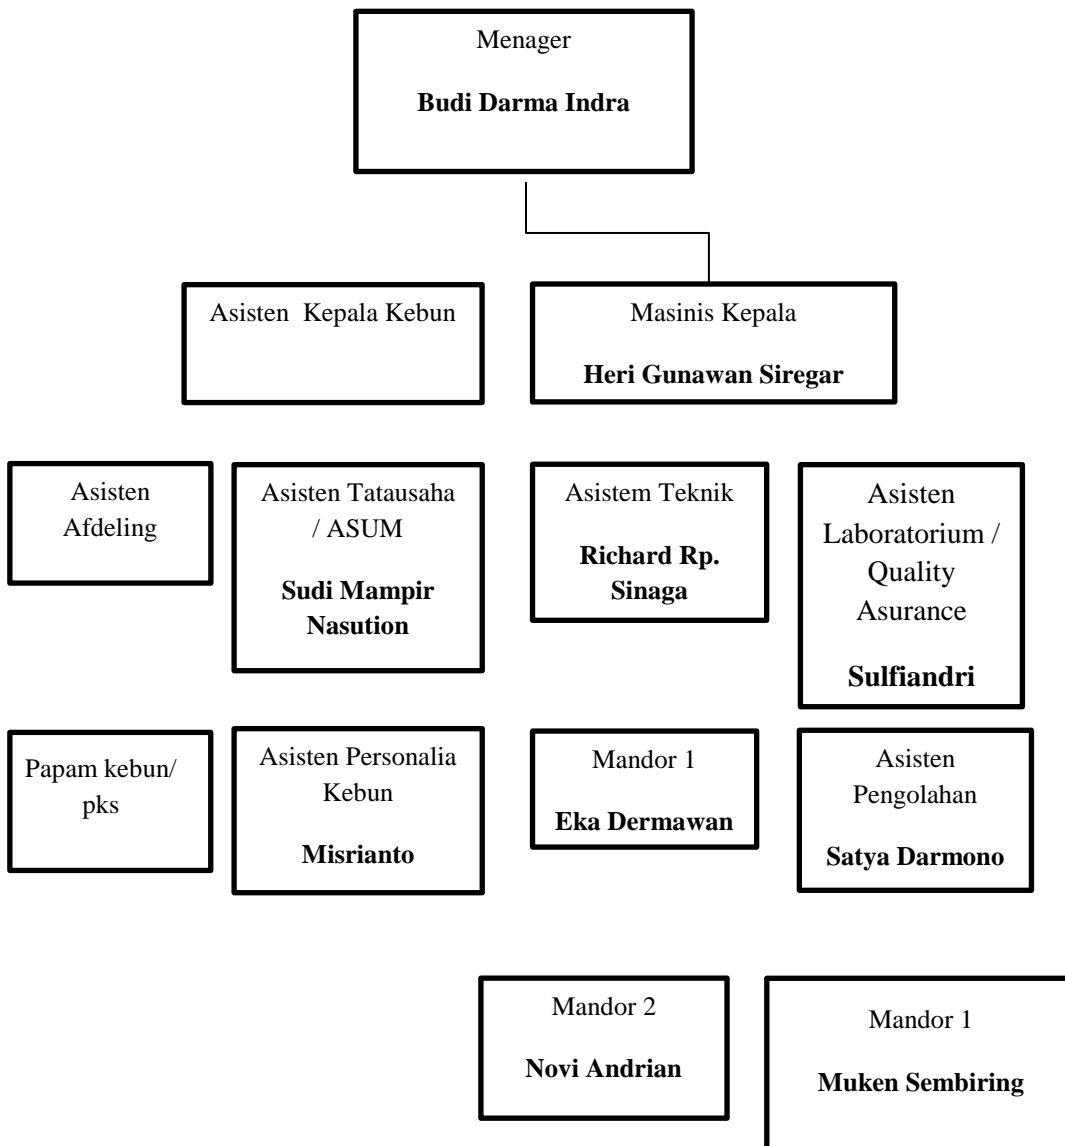 Menager
Budi Darma Indra
Asisten  Kepala Kebun
Masinis Kepala
Heri Gunawan Siregar
Asisten
Afdeling
Asisten Tatausaha
/ ASUM
Sudi Mampir
Nasution
Asistem Teknik
Richard Rp.
Sinaga
Asisten
Laboratorium /
Quality
Asurance
Sulfiandri
Papam kebun/
pks
Asisten Personalia
Kebun
Misrianto
Mandor 1
Eka Dermawan
Asisten
Pengolahan
Satya Darmono
Mandor 2
Novi Andrian
Mandor 1
Muken Sembiring